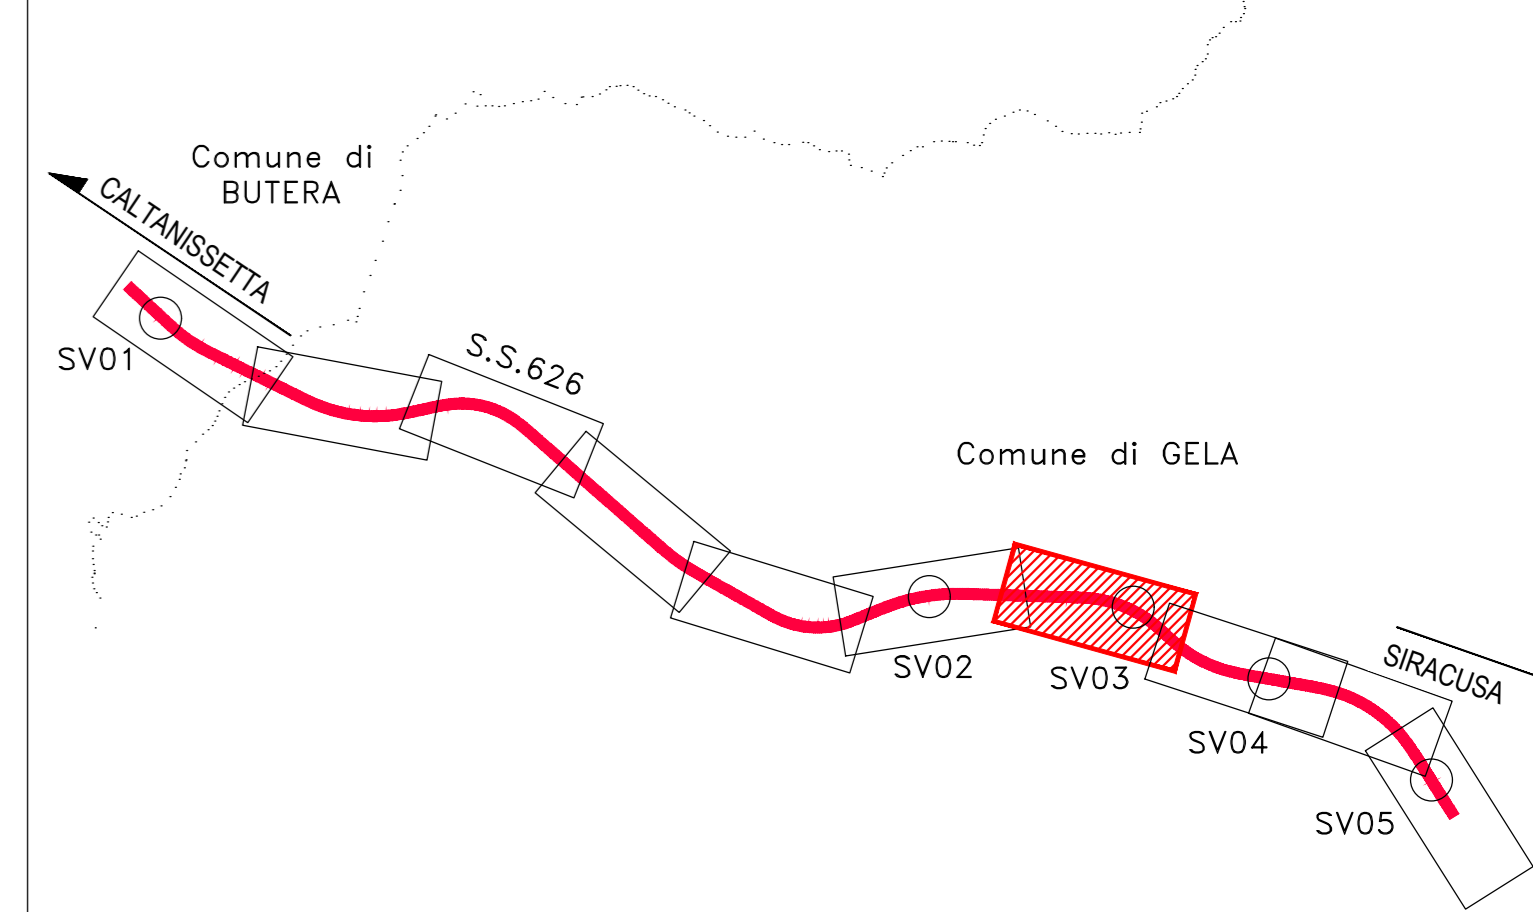 Comune di
BUTERA
CALTANISSETTA
SV01
S.S.626
Comune di GELA
SV02
SV03
SIRACUSA
SV04
SV05